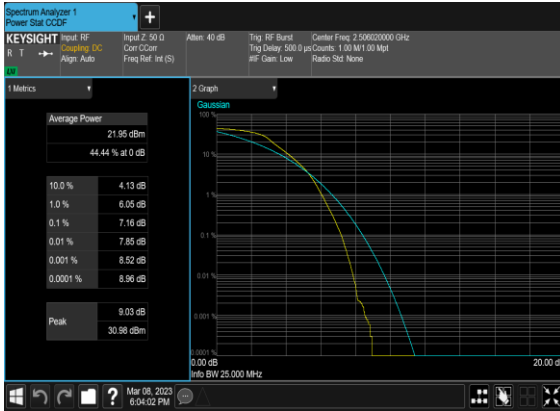 Spectrum Analyzer 1
Power Stat CCDF
KEYSIGHT
R T
Input: RF
Coupling: DC
Align: Auto
Input Z: 50 Ω
Corr CCorr
Freq Ref: Int (S)
Atten: 40 dB
Trig: RF Burst
Trig Delay: 500.0 µs
#IF Gain: Low
Center Freq: 2.506020000 GHz
Counts: 1.00 M/1.00 Mpt
Radio Std: None
1 Metrics
Average Power
21.95 dBm
44.44 % at 0 dB
10.0 % 4.13 dB
1.0 % 6.05 dB
0.1 % 7.16 dB
0.01 % 7.85 dB
0.001 % 8.52 dB
0.0001 % 8.96 dB
Peak
9.03 dB
30.98 dBm
2 Graph
Gaussian
100 %
10 %
1 %
0.1 %
0.01 %
0.001 %
0.0001 %
0.00 dB
20.00 d
Info BW 25.000 MHz
Mar 08, 2023
6:04:02 PM